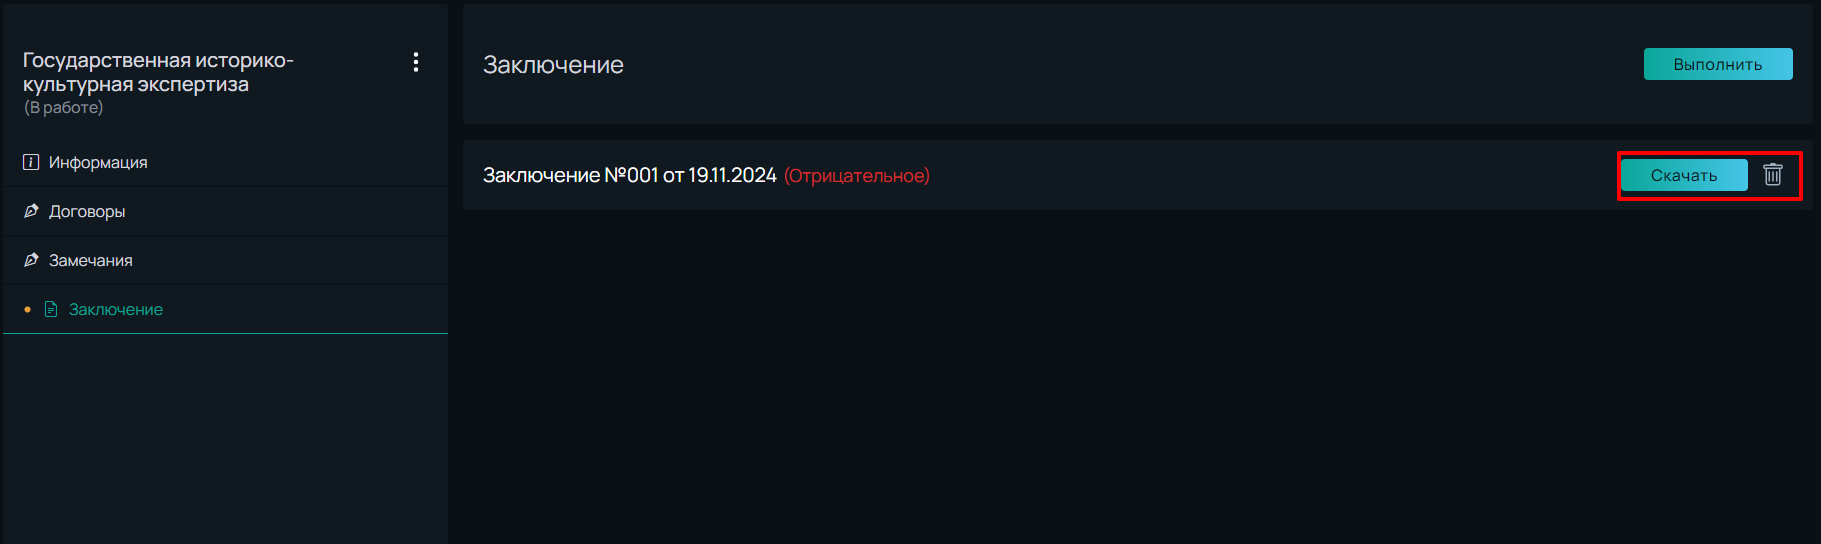 Государственная историко-
культурная экспертиза
(В работе)
Информация
Договоры
Замечания
Заключение
Заключение
Выполнить
Заключение №001 от 19.11.2024 (Отрицательное)
Скачать